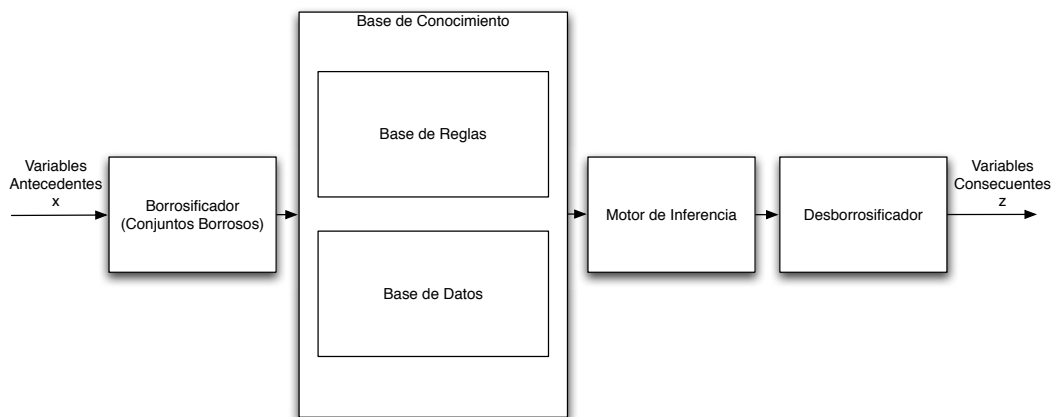 Base de Conocimiento
Base de Reglas
Variables
Antecedentes
x
Borrosificador
(Conjuntos Borrosos)
Motor de Inferencia
Desborrosificador
Variables
Consecuentes
z
Base de Datos